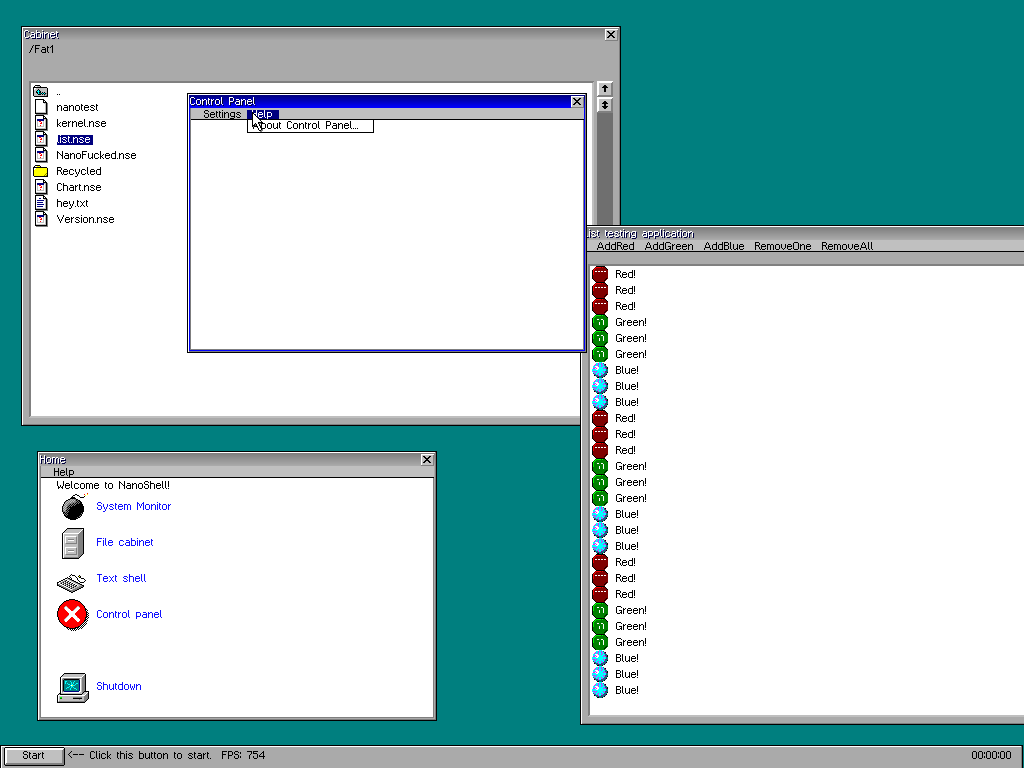 Cabinet
/Fat1
..
nanotest
kernel.nse
list.nse
NanoFucked.nse
Recycled
Chart.nse
hey.txt
Version.nse
Control Panel
Settings Help
About Control Panel...
List testing application
AddRed AddGreen AddBlue RemoveOne RemoveAll
Red!
Red!
Red!
Green!
Green!
Green!
Blue!
Blue!
Blue!
Red!
Red!
Red!
Green!
Green!
Green!
Blue!
Blue!
Blue!
Red!
Red!
Red!
Green!
Green!
Green!
Blue!
Blue!
Blue!
Home
Help
Welcome to NanoShell!
System Monitor
File cabinet
Text shell
Control panel
Shutdown
Start <-- Click this button to start. FPS: 754 00:00:00